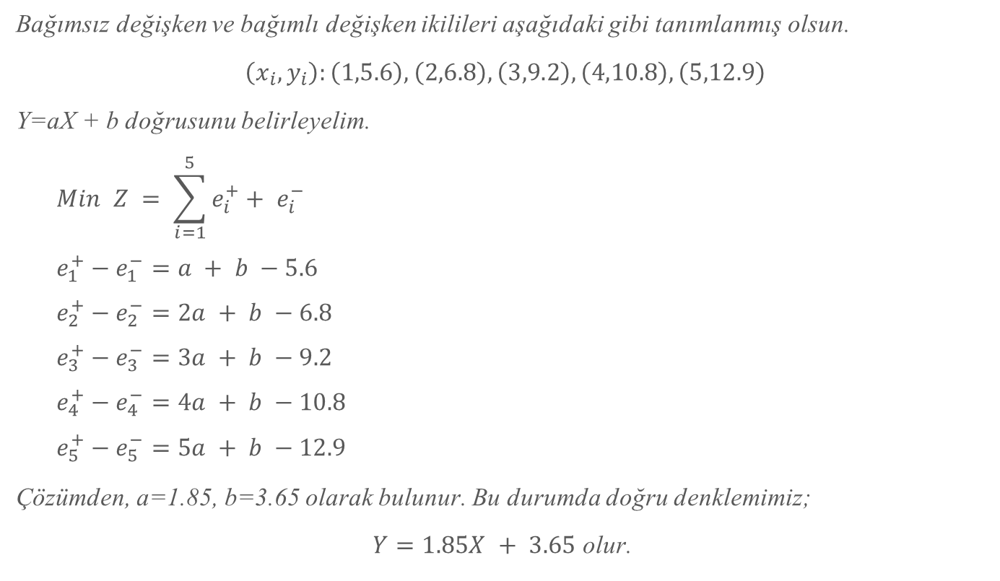 Bağımsız değişken ve bağımlı değişken ikilileri aşağıdaki gibi tanımlanmış olsun.
(xᵢ, yᵢ): (1,5.6), (2,6.8), (3,9.2), (4,10.8), (5,12.9)
Y=aX + b doğrusunu belirleyelim.
Min Z = ∑_{i=1}^{5} e_i^+ + e_i^-
e_1^+ − e_1^- = a + b − 5.6
e_2^+ − e_2^- = 2a + b − 6.8
e_3^+ − e_3^- = 3a + b − 9.2
e_4^+ − e_4^- = 4a + b − 10.8
e_5^+ − e_5^- = 5a + b − 12.9
Çözümden, a=1.85, b=3.65 olarak bulunur. Bu durumda doğru denklemimiz;
Y = 1.85X + 3.65 olur.